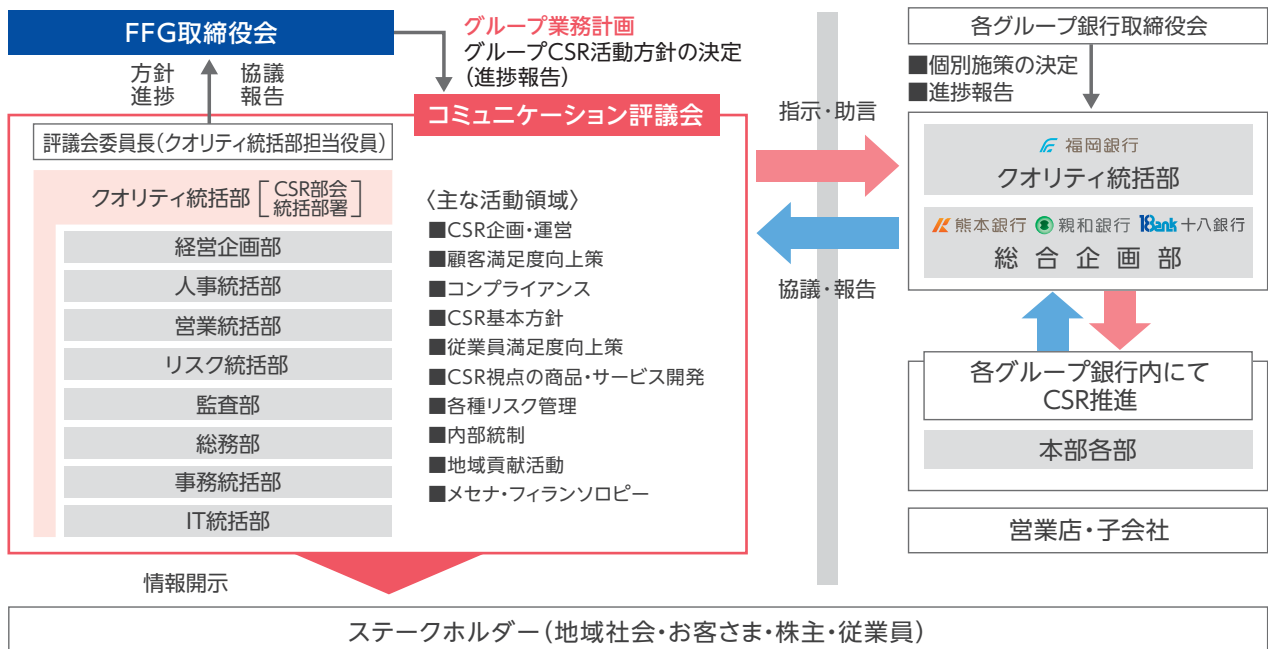 FFG取締役会
方針
進捗
協議
報告
グループ業務計画
グループCSR活動方針の決定
(進捗報告)
コミュニケーション評議会
評議会委員長(クオリティ統括部担当役員)
クオリティ統括部
CSR部会
統括部署
経営企画部
人事統括部
営業統括部
リスク統括部
監査部
総務部
事務統括部
IT統括部
〈主な活動領域〉
■CSR企画・運営
■顧客満足度向上策
■コンプライアンス
■CSR基本方針
■従業員満足度向上策
■CSR視点の商品・サービス開発
■各種リスク管理
■内部統制
■地域貢献活動
■メセナ・フィランソロピー
指示・助言
協議・報告
各グループ銀行取締役会
■個別施策の決定
■進捗報告
福岡銀行
クオリティ統括部
熊本銀行 親和銀行 18Bank 十八銀行
総合企画部
各グループ銀行内にて
CSR推進
本部各部
営業店・子会社
情報開示
ステークホルダー(地域社会・お客さま・株主・従業員)